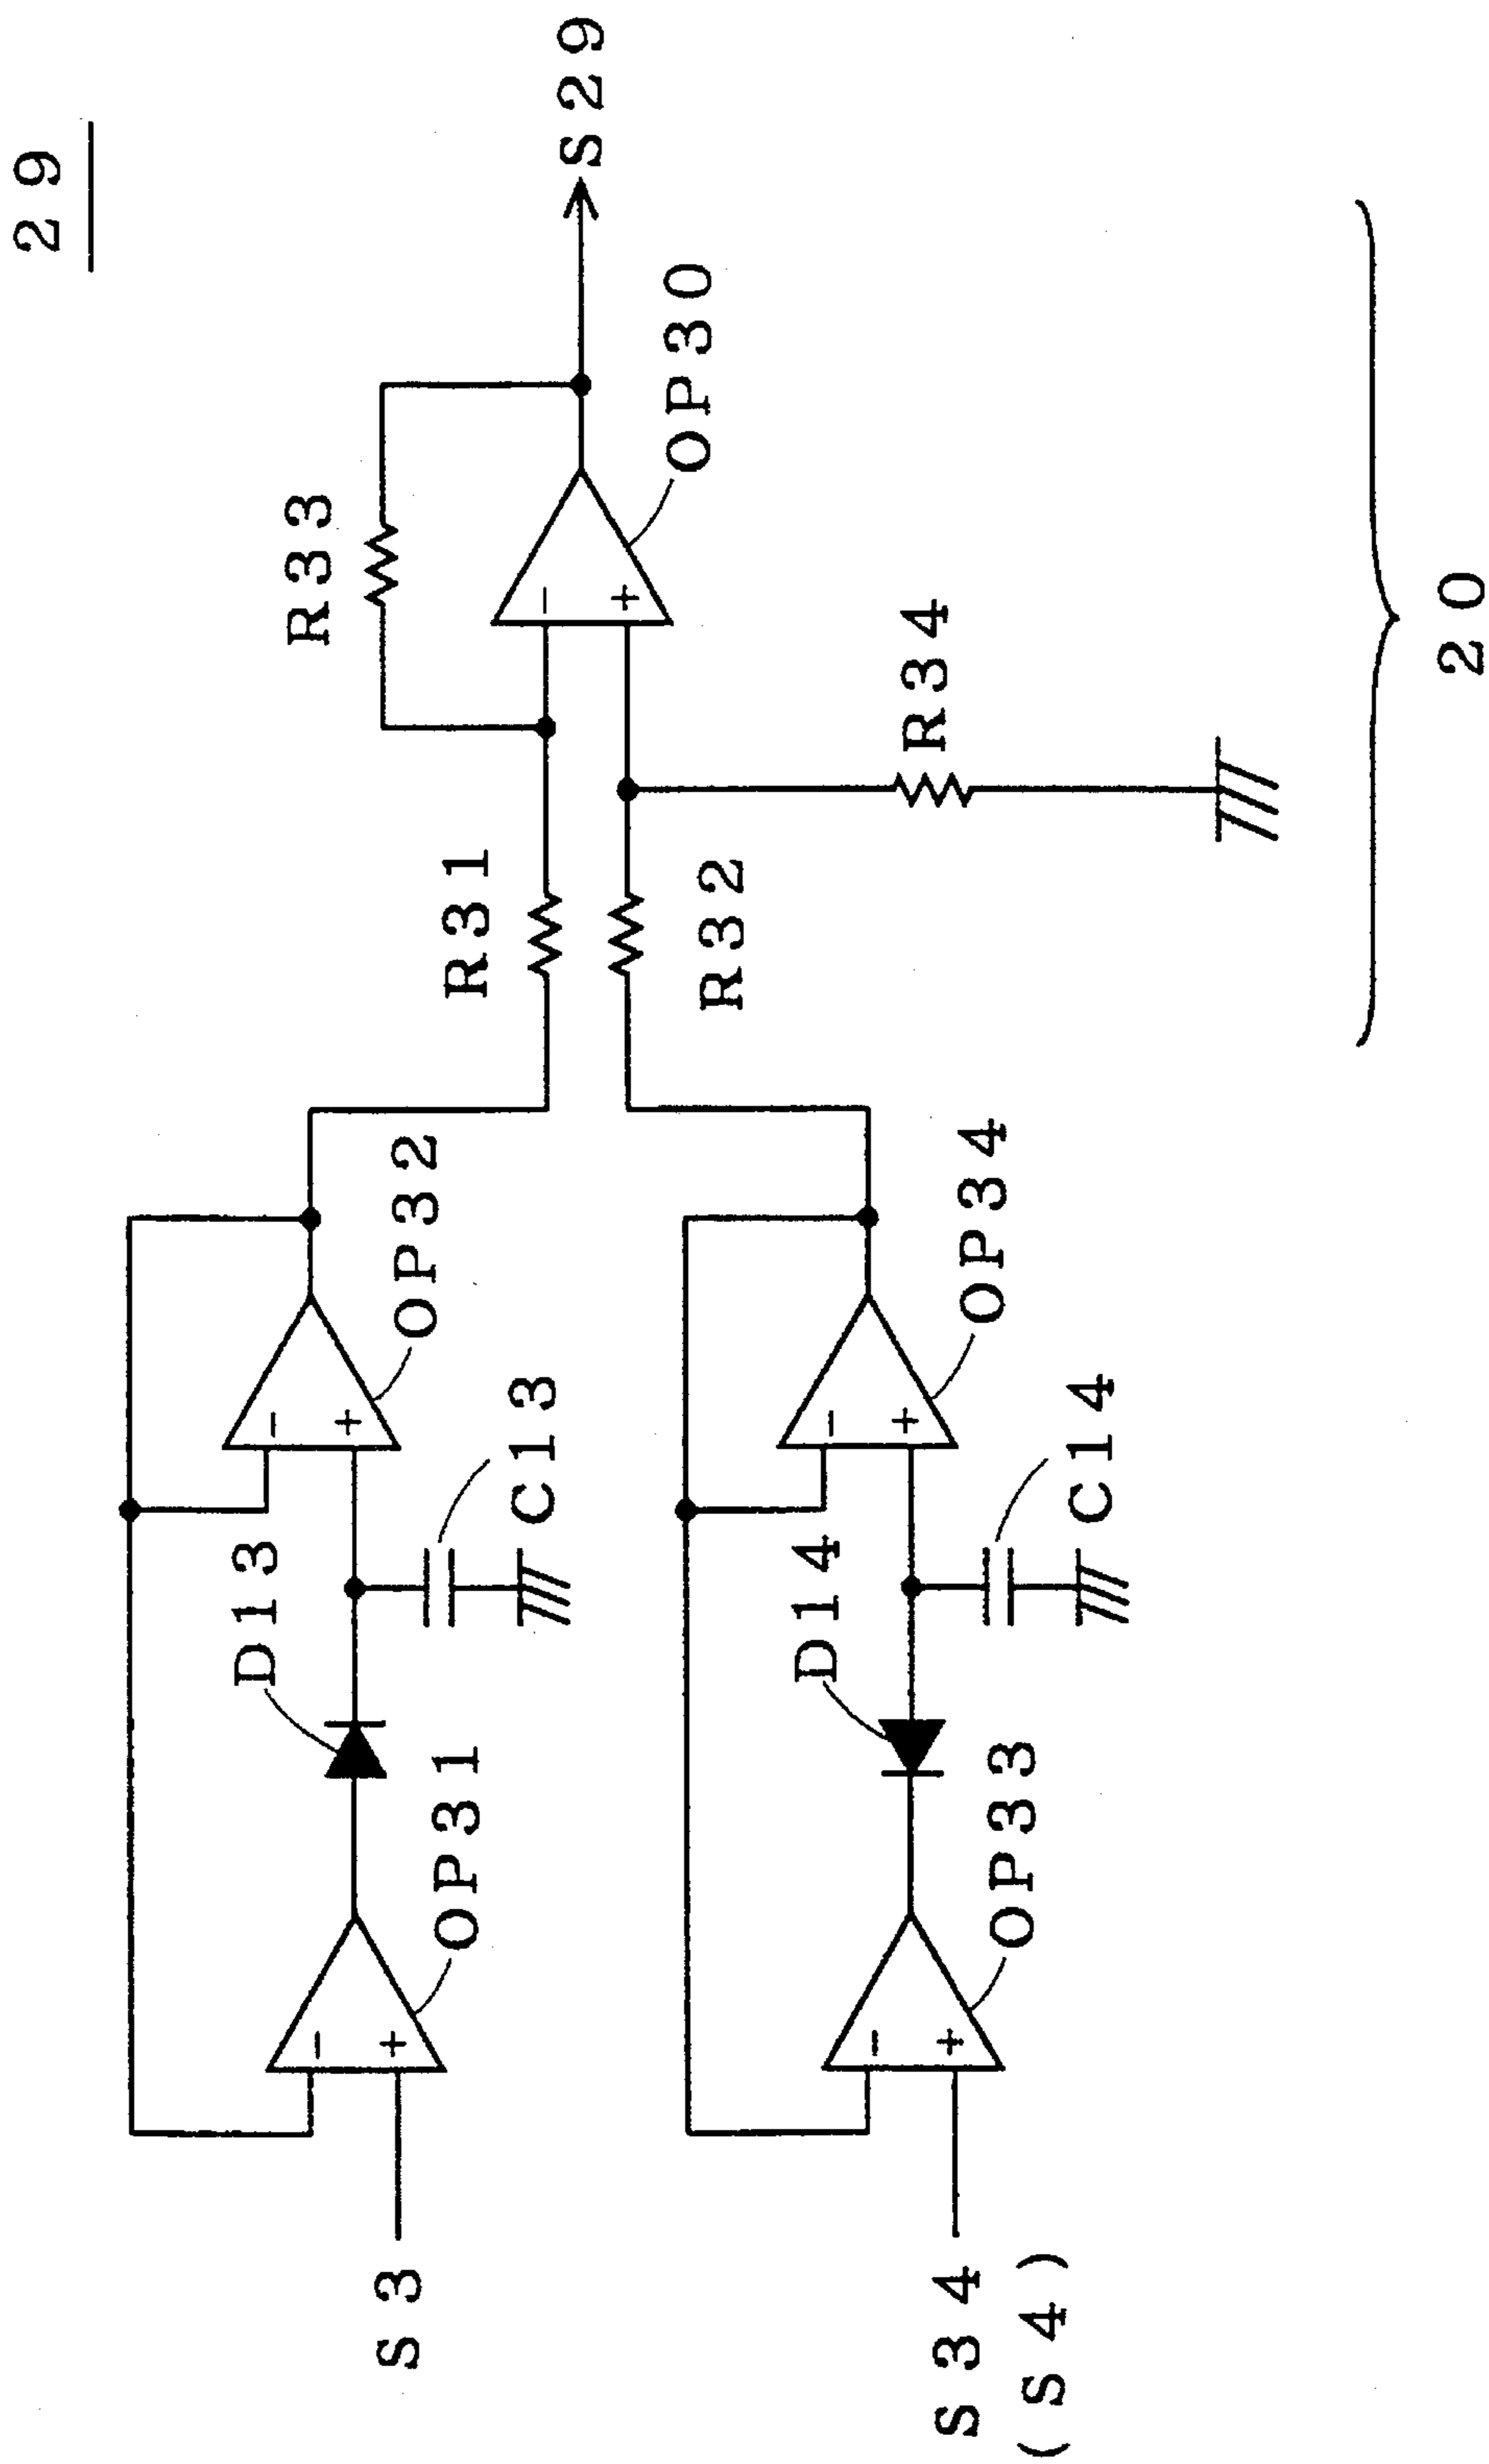 29
R33
S29
OP30
R31
R32
R34
20
D13
OP32
OP31
C13
S3
D14
OP34
OP33
C14
S34
(S4)
- + - + - + - + - +